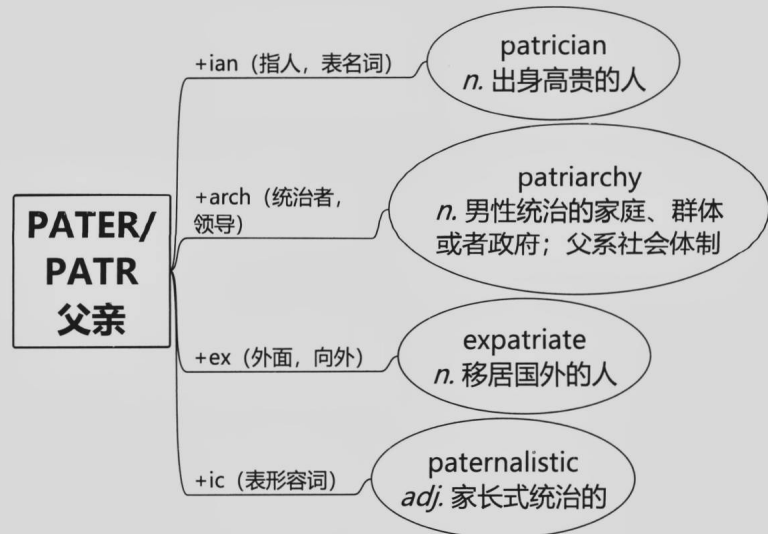 PATER/
PATR
父亲
+ian（指人，表名词）
patrician
n. 出身高贵的人
+arch（统治者，
领导）
patriarchy
n. 男性统治的家庭、群体
或者政府；父系社会体制
+ex（外面，向外）
expatriate
n. 移居国外的人
+ic（表形容词）
paternalistic
adj. 家长式统治的